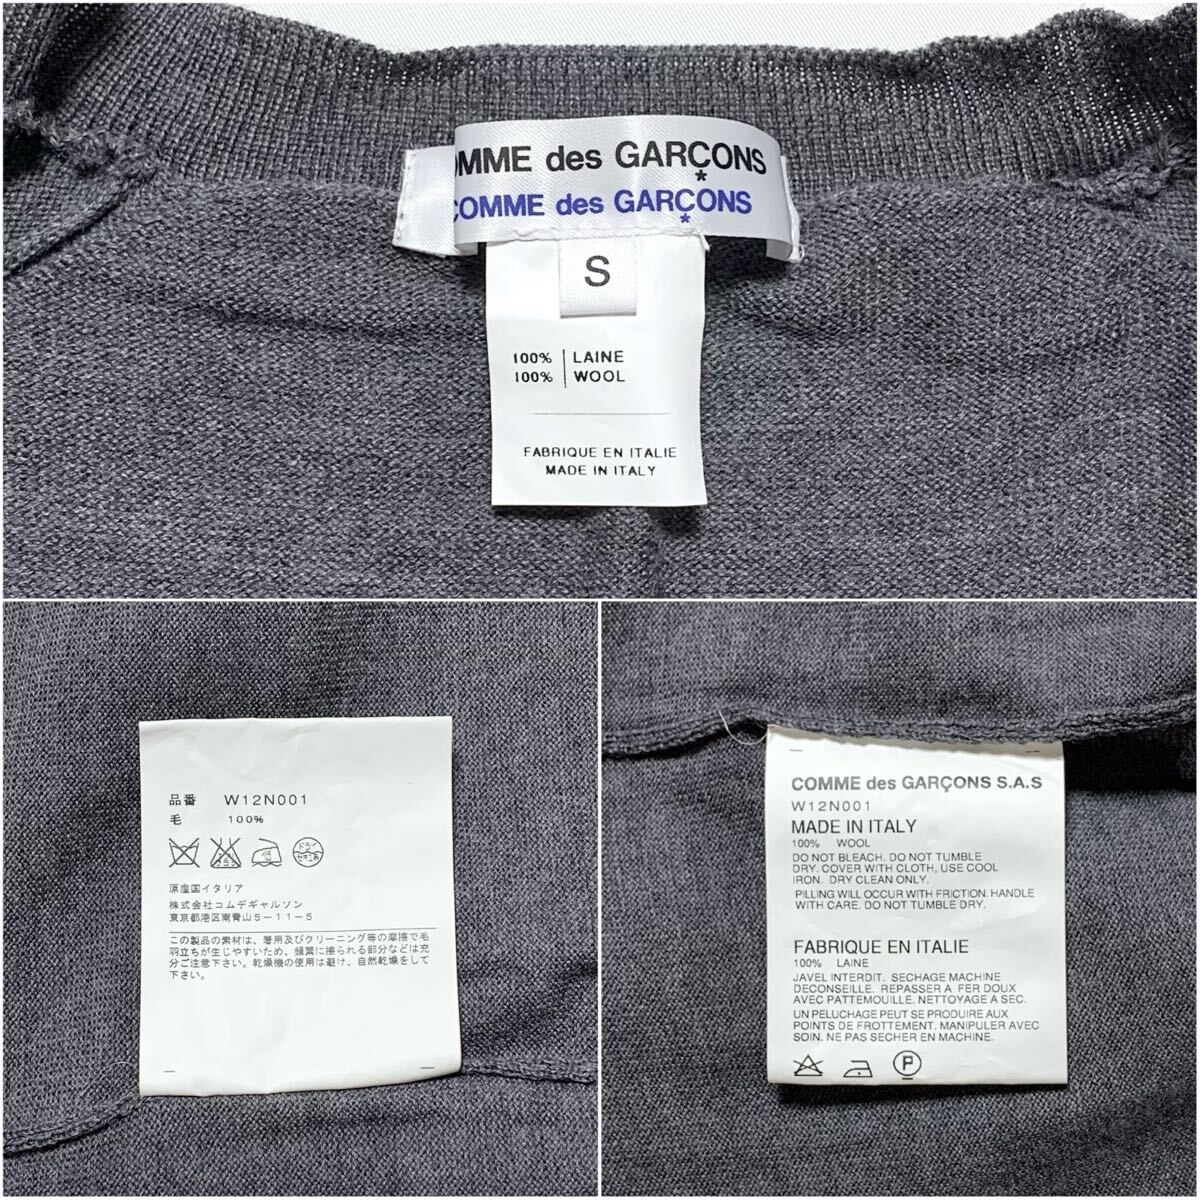 OMME des GARÇONS
*
COMME des GARÇONS
*
S
100% LAINE
100% WOOL
FABRIQUE EN ITALIE
MADE IN ITALY
品番 W12N001
毛 100%
ドライ
セキユ系
原産国イタリア
株式会社コムデギャルソン
東京都港区南青山5-11-5
この製品の素材は、着用及びクリーニング等の摩擦で毛
羽立ちが生じやすいため、頻繁に擦られる部分などは充
分ご注意下さい。乾燥機の使用は避け、自然乾燥をして
下さい。
COMME des GARÇONS S.A.S
W12N001
MADE IN ITALY
100% WOOL
DO NOT BLEACH. DO NOT TUMBLE
DRY. COVER WITH CLOTH, USE COOL
IRON. DRY CLEAN ONLY.
PILLING WILL OCCUR WITH FRICTION. HANDLE
WITH CARE. DO NOT TUMBLE DRY.
FABRIQUE EN ITALIE
100% LAINE
JAVEL INTERDIT. SECHAGE MACHINE
DECONSEILLE. REPASSER A FER DOUX
AVEC PATTEMOUILLE. NETTOYAGE A SEC.
UN PELUCHAGE PEUT SE PRODUIRE AUX
POINTS DE FROTTEMENT. MANIPULER AVEC
SOIN. NE PAS SECHER EN MACHINE.
P